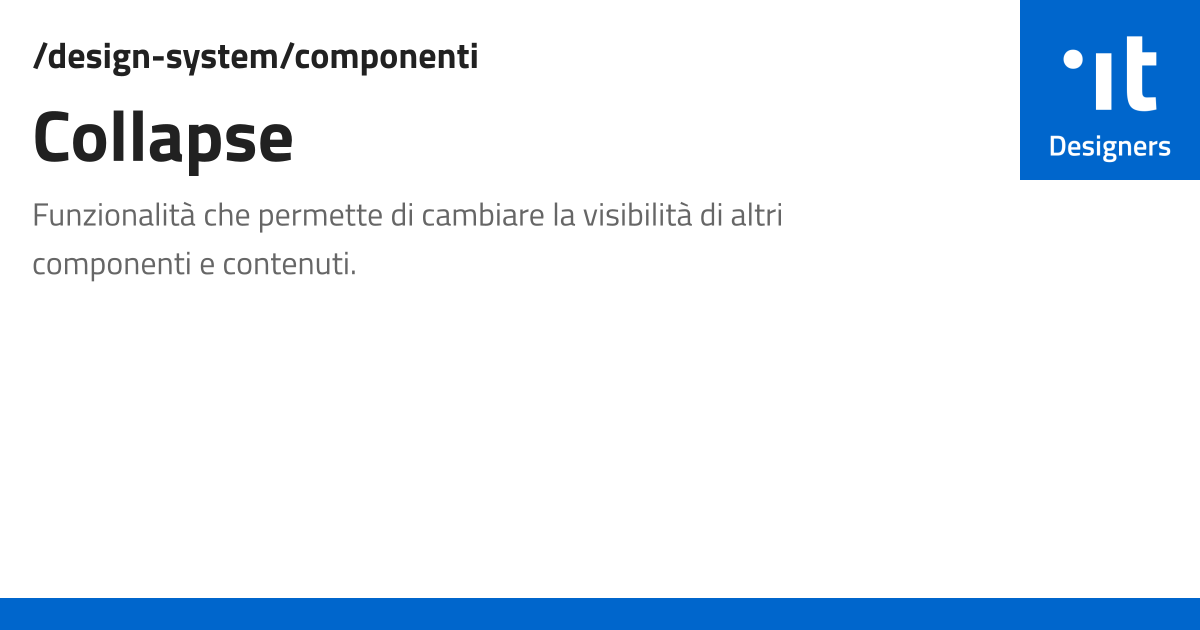 /design-system/componenti
Collapse
Funzionalità che permette di cambiare la visibilità di altri
componenti e contenuti.
it
Designers